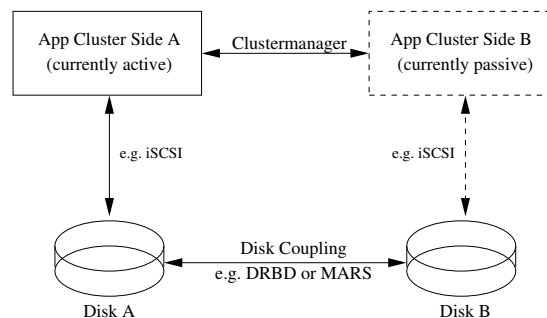 App Cluster Side A
(currently active)
Clustermanager
App Cluster Side B
(currently passive)
e.g. iSCSI
e.g. iSCSI
Disk Coupling
e.g. DRBD or MARS
Disk A
Disk B